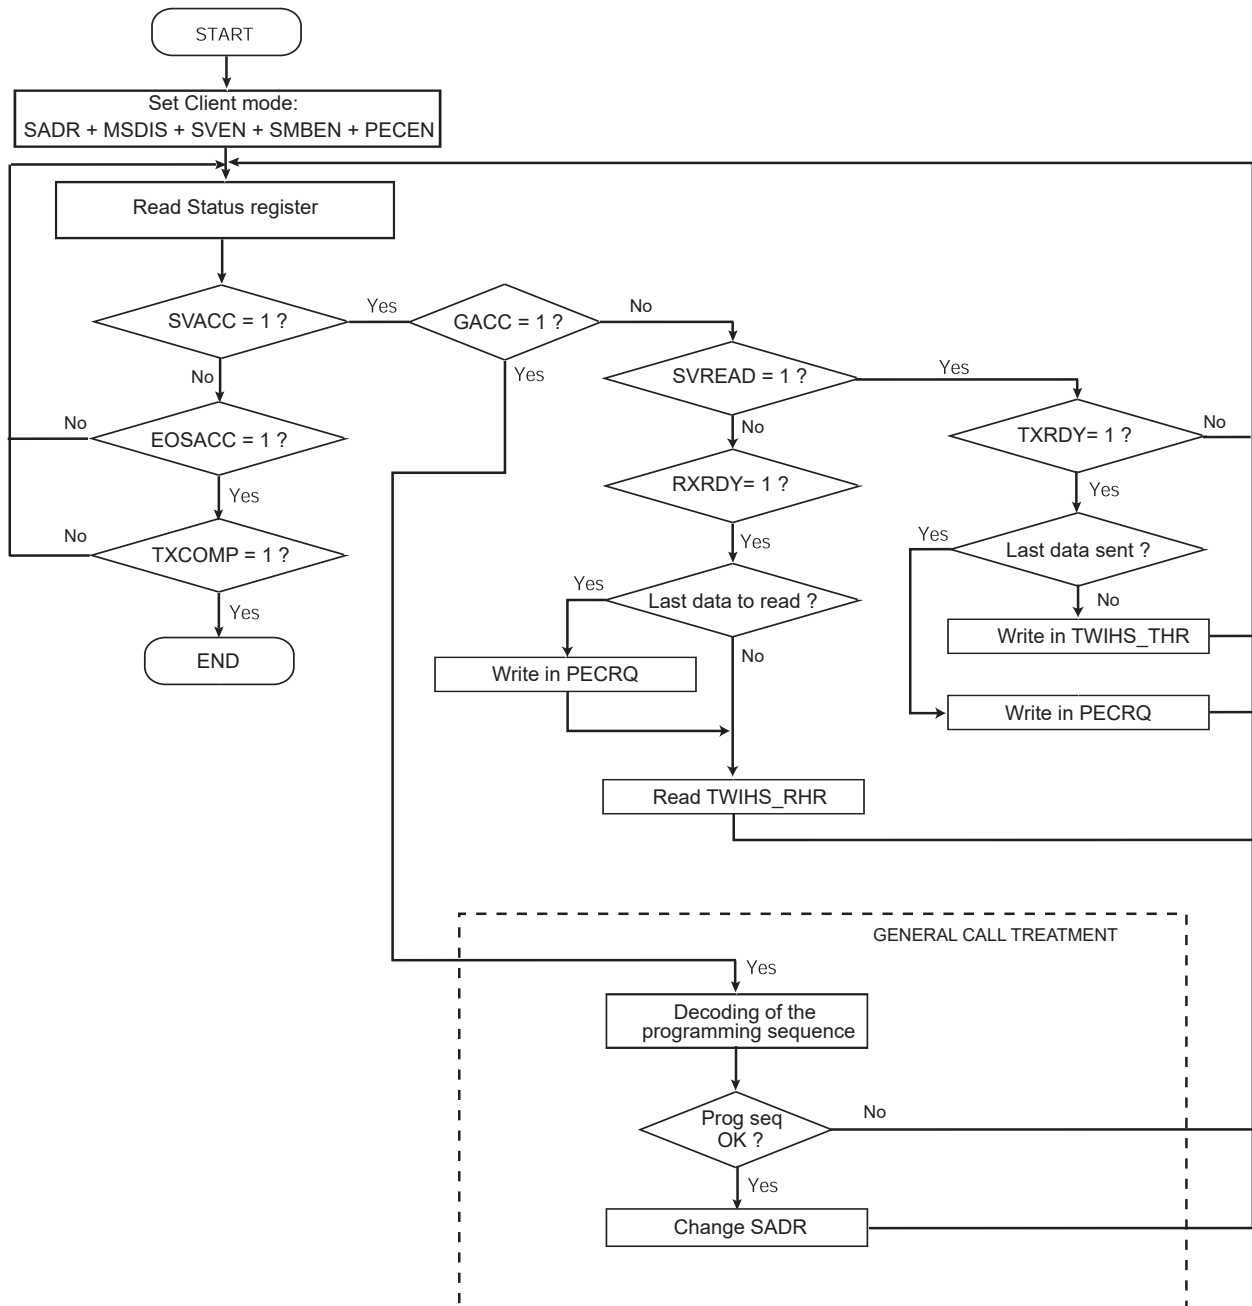 START
Set Client mode:
SADR + MSDIS + SVEN + SMBEN + PECEN
Read Status register
SVACC = 1 ?
Yes
GACC = 1 ?
No
SVREAD = 1 ?
Yes
No
Yes
TXRDY= 1 ?
No
No
EOSACC = 1 ?
No
RXRDY= 1 ?
Yes
Yes
No
TXCOMP = 1 ?
Yes
Yes
Last data sent ?
Yes
Last data to read ?
No
Yes
Write in TWIHS_THR
END
No
Write in PECRQ
Write in PECRQ
Read TWIHS_RHR
GENERAL CALL TREATMENT
Yes
Decoding of the
programming sequence
Prog seq
OK ?
No
Yes
Change SADR